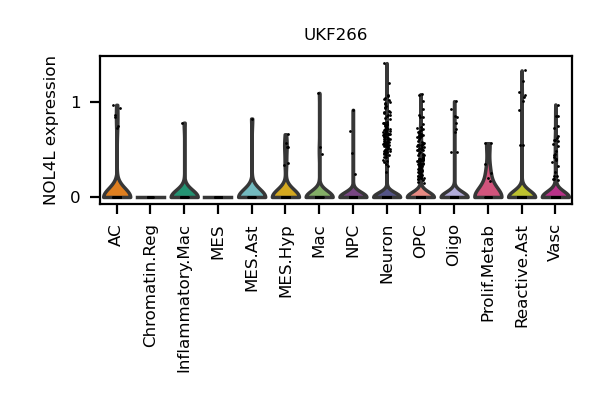 UKF266
NOL4L expression
1
0
AC
Chromatin.Reg
Inflammatory.Mac
MES
MES.Ast
MES.Hyp
Mac
NPC
Neuron
OPC
Oligo
Prolif.Metab
Reactive.Ast
Vasc